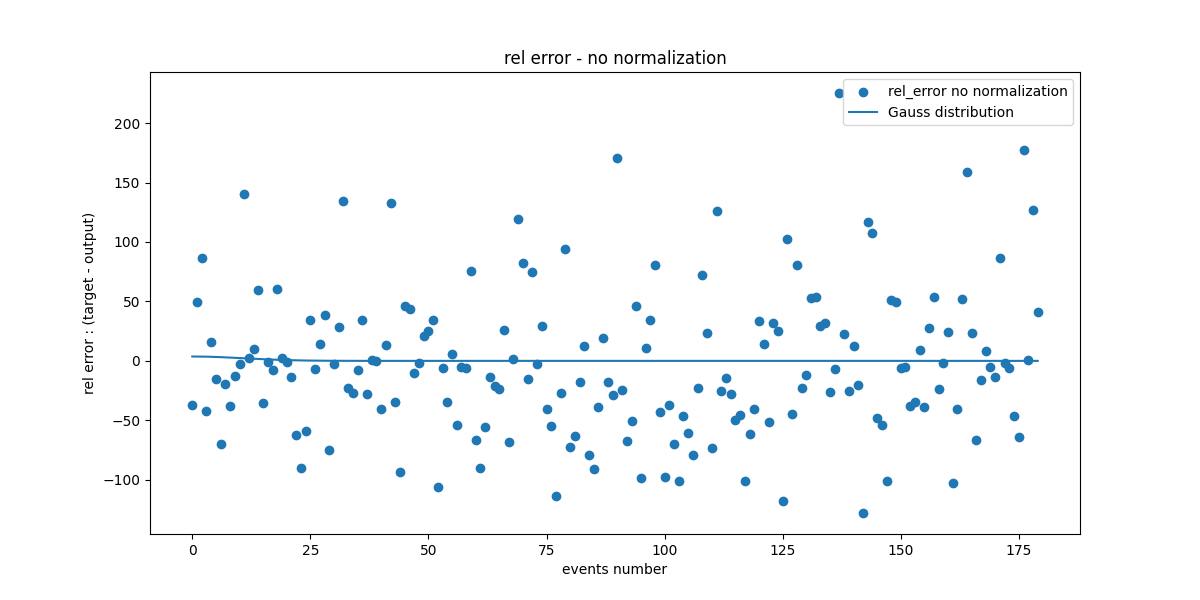 rel error - no normalization
rel_error no normalization
Gauss distribution
rel error : (target - output)
200
150
100
50
0
−50
−100
0 25 50 75 100 125 150 175
events number